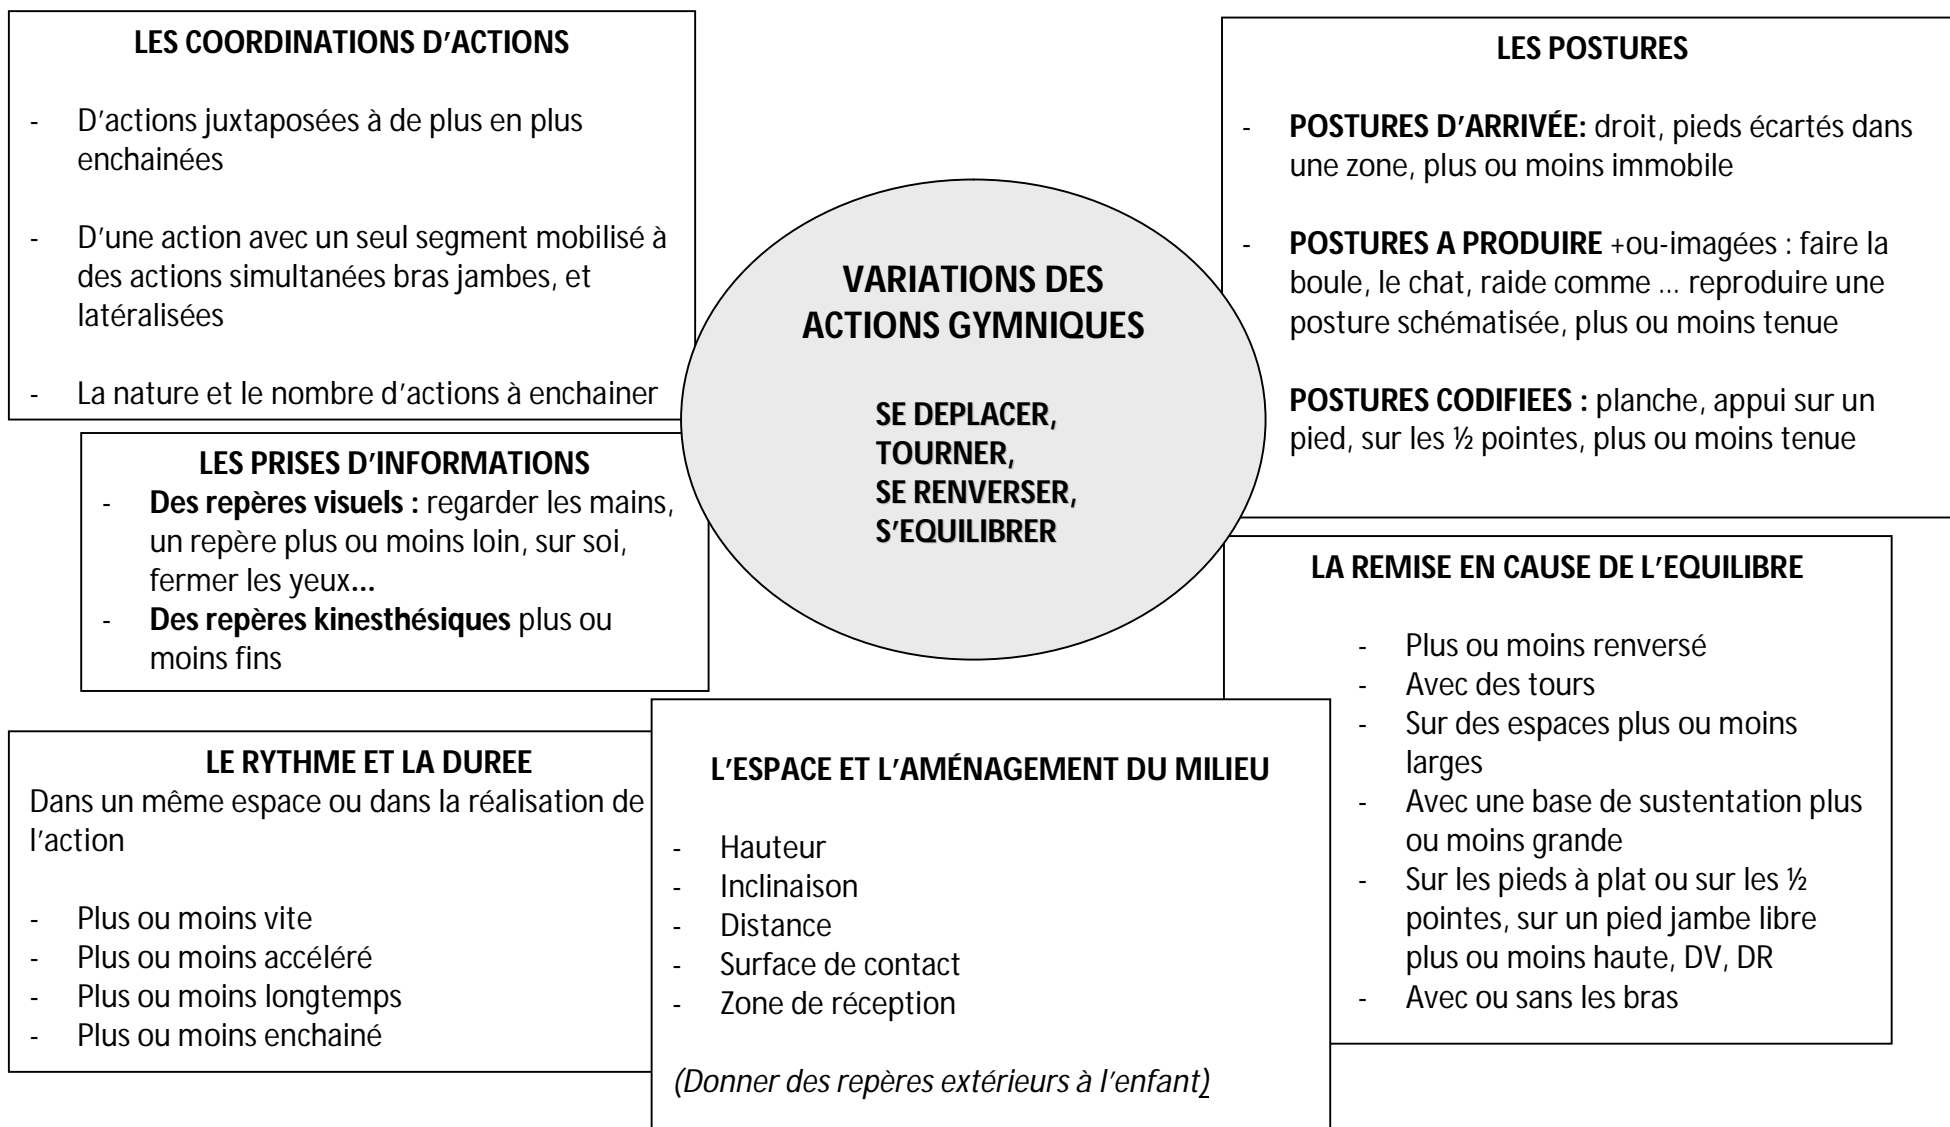 LES COORDINATIONS D’ACTIONS
- D’actions juxtaposées à de plus en plus
enchainées
- D’une action avec un seul segment mobilisé à
des actions simultanées bras jambes, et
latéralisées
- La nature et le nombre d’actions à enchainer
LES PRISES D’INFORMATIONS
- Des repères visuels : regarder les mains,
un repère plus ou moins loin, sur soi,
fermer les yeux...
- Des repères kinesthésiques plus ou
moins fins
LE RYTHME ET LA DUREE
Dans un même espace ou dans la réalisation de
l’action
- Plus ou moins vite
- Plus ou moins accéléré
- Plus ou moins longtemps
- Plus ou moins enchainé
VARIATIONS DES
ACTIONS GYMNIQUES
SE DEPLACER,
TOURNER,
SE RENVERSER,
S’EQUILIBRER
L’ESPACE ET L’AMÉNAGEMENT DU MILIEU
- Hauteur
- Inclinaison
- Distance
- Surface de contact
- Zone de réception
(Donner des repères extérieurs à l’enfant)
LES POSTURES
- POSTURES D’ARRIVÉE: droit, pieds écartés dans
une zone, plus ou moins immobile
- POSTURES A PRODUIRE +ou-imagées : faire la
boule, le chat, raide comme ... reproduire une
posture schématisée, plus ou moins tenue
POSTURES CODIFIEES : planche, appui sur un
pied, sur les ½ pointes, plus ou moins tenue
LA REMISE EN CAUSE DE L’EQUILIBRE
- Plus ou moins renversé
- Avec des tours
- Sur des espaces plus ou moins
larges
- Avec une base de sustentation plus
ou moins grande
- Sur les pieds à plat ou sur les ½
pointes, sur un pied jambe libre
plus ou moins haute, DV, DR
- Avec ou sans les bras